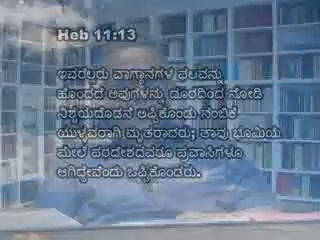 Heb 11:13
ಇವರೆಲ್ಲರು ವಾಗ್ದಾನಗಳ ಫಲವನ್ನು
ಹೊಂದದೆ ಅವುಗಳನ್ನು ದೂರದಿಂದ ನೋಡಿ
ನಿಶ್ಚಯದೊಡನೆ ಅಪ್ಪಿಕೊಂಡು ನಂಬಿಕೆ
ಯುಳ್ಳವರಾಗಿ ಮೃತರಾದರು; ತಾವು ಭೂಮಿಯ
ಮೇಲೆ ಪರದೇಶದವರೂ ಪ್ರವಾಸಿಗಳೂ
ಆಗಿದ್ದೇವೆಂದು ಒಪ್ಪಿಕೊಂಡರು.